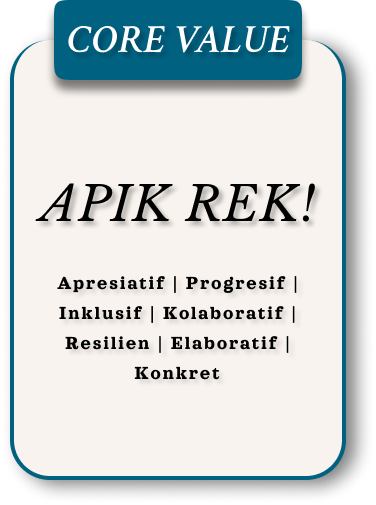 CORE VALUE
APIK REK!
Apresiatif | Progresif |
Inklusif | Kolaboratif |
Resilien | Elaboratif |
Konkret